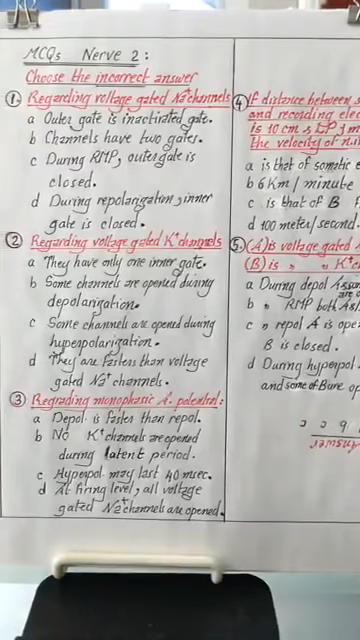 MCQs Nerve 2:
Choose the incorrect answer
① Regarding voltage gated Na+channels
a Outer gate is inactivated gate.
b Channels have two gates.
c During RMP, outer gate is
closed.
d During repolarization, inner
gate is closed.
② Regarding voltage gated K+channels
a They have only one inner gate.
b Some channels are opened during
depolarization.
c Some channels are opened during
hyperpolarization.
d They are fasters than voltage
gated Na+ channels.
③ Regrading monophasic A. potential:
a Depol is faster than repol.
b No K+channels are opened
during latent period.
c Hyperpol may last 40 msec.
d At firing level, all voltage
gated Na+channels are opened.
④ If distance between s
and recording elec
is 10 cm
the velocity of
a is that of somatic
b 6 Km/minute
c is that of B
d 100 meter/second.
⑤ (A) is voltage gated
(B) is " " K+
a During depol
b " RMP both
c " repol A is ope
B is closed.
d During hyperpol
and some of B are op
Answer